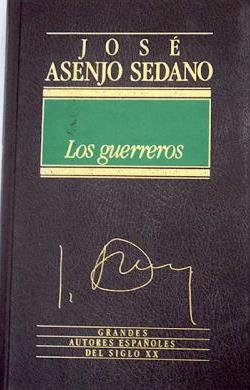 JOSÉ
ASENJO SEDANO
Los guerreros
GRANDES
AUTORES ESPAÑOLES
DEL SIGLO XX